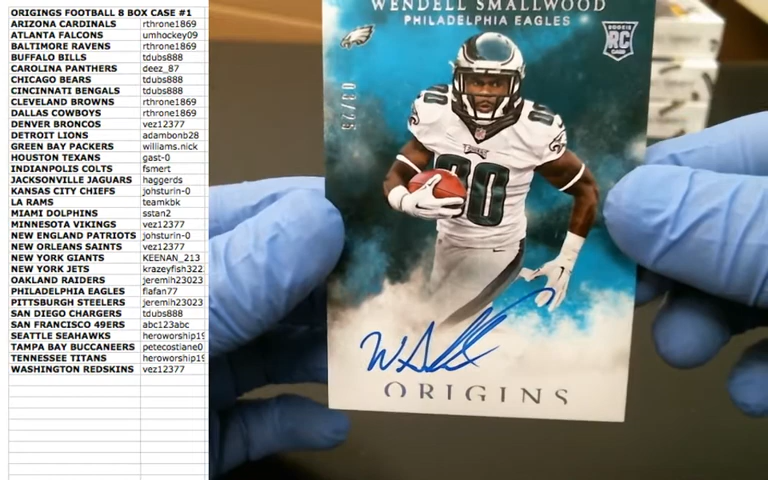 ORIGINGS FOOTBALL 8 BOX CASE #1
ARIZONA CARDINALS rthrone1869
ATLANTA FALCONS umhockey09
BALTIMORE RAVENS rthrone1869
BUFFALO BILLS tdubs888
CAROLINA PANTHERS deez_87
CHICAGO BEARS tdubs888
CINCINNATI BENGALS tdubs888
CLEVELAND BROWNS rthrone1869
DALLAS COWBOYS rthrone1869
DENVER BRONCOS vez12377
DETROIT LIONS adambonb28
GREEN BAY PACKERS williams.nick
HOUSTON TEXANS gast-0
INDIANPOLIS COLTS fsmert
JACKSONVILLE JAGUARS haggerds
KANSAS CITY CHIEFS johsturin-0
LA RAMS teamkbk
MIAMI DOLPHINS sstan2
MINNESOTA VIKINGS vez12377
NEW ENGLAND PATRIOTS johsturin-0
NEW ORLEANS SAINTS vez12377
NEW YORK GIANTS KEENAN_213
NEW YORK JETS krazeyfish322
OAKLAND RAIDERS jeremih23023
PHILADELPHIA EAGLES flafan77
PITTSBURGH STEELERS jeremih23023
SAN DIEGO CHARGERS tdubs888
SAN FRANCISCO 49ERS abc123abc
SEATTLE SEAHAWKS heroworship19
TAMPA BAY BUCCANEERS petecostiane0
TENNESSEE TITANS heroworship19
WASHINGTON REDSKINS vez12377
WENDELL SMALLWOOD
PHILADELPHIA EAGLES
ROOKIE
RC
03/25
EAGLES
80
ORIGINS